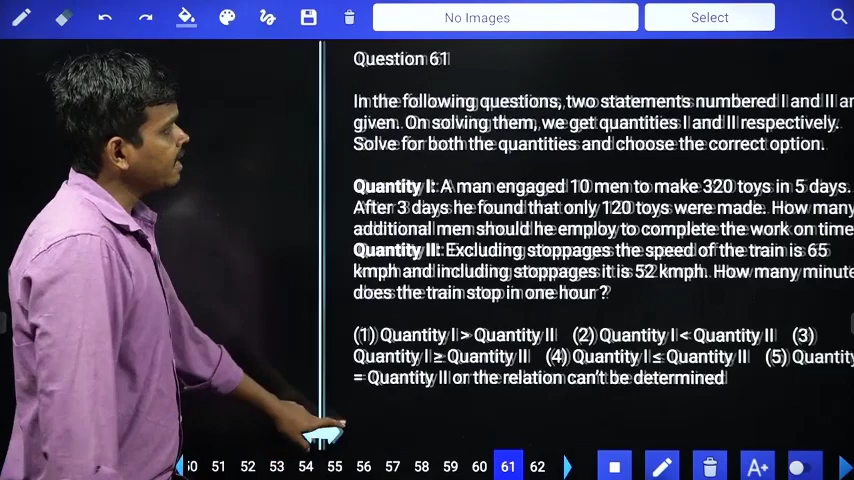 No Images
Select
Question 61
In the following questions, two statements numbered I and II ar
given. On solving them, we get quantities I and II respectively.
Solve for both the quantities and choose the correct option.
Quantity I: A man engaged 10 men to make 320 toys in 5 days.
After 3 days he found that only 120 toys were made. How many
additional men should he employ to complete the work on time
Quantity II: Excluding stoppages the speed of the train is 65
kmph and including stoppages it is 52 kmph. How many minute
does the train stop in one hour ?
(1) Quantity I > Quantity II (2) Quantity I < Quantity II (3)
Quantity I ≥ Quantity II (4) Quantity I ≤ Quantity II (5) Quantity
= Quantity II or the relation can't be determined
50 51 52 53 54 55 56 57 58 59 60 61 62
A+